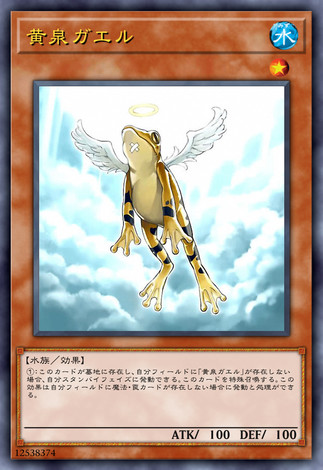 黄泉ガエル
水
【水族／効果】
①：このカードが墓地に存在し、自分フィールドに「黄泉ガエル」が存在しない
場合、自分スタンバイフェイズに発動できる。このカードを特殊召喚する。この
効果は自分フィールドに魔法・罠カードが存在しない場合に発動と処理ができ
る。
ATK/ 100 DEF/ 100
12538374